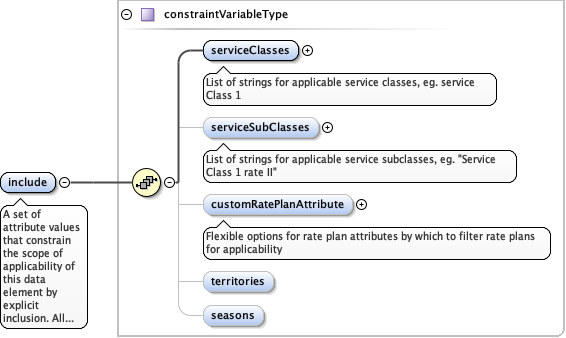 constraintVariableType
serviceClasses
List of strings for applicable service classes, eg. service
Class 1
serviceSubClasses
List of strings for applicable service subclasses, eg. "Service
Class 1 rate II"
include
A set of
attribute values
that constrain
the scope of
applicability of
this data
element by
explicit
inclusion. All...
customRatePlanAttribute
Flexible options for rate plan attributes by which to filter rate plans
for applicability
territories
seasons